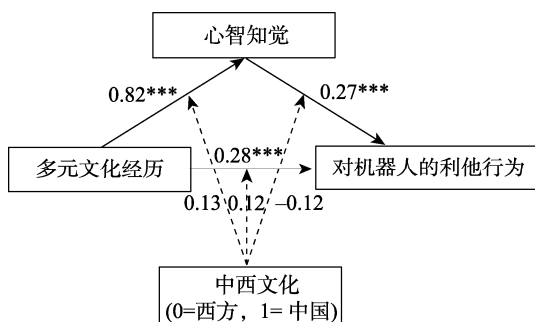 心智知觉
0.82***
0.27***
多元文化经历
0.28***
对机器人的利他行为
0.13
0.12
–0.12
中西文化
(0=西方，1= 中国)